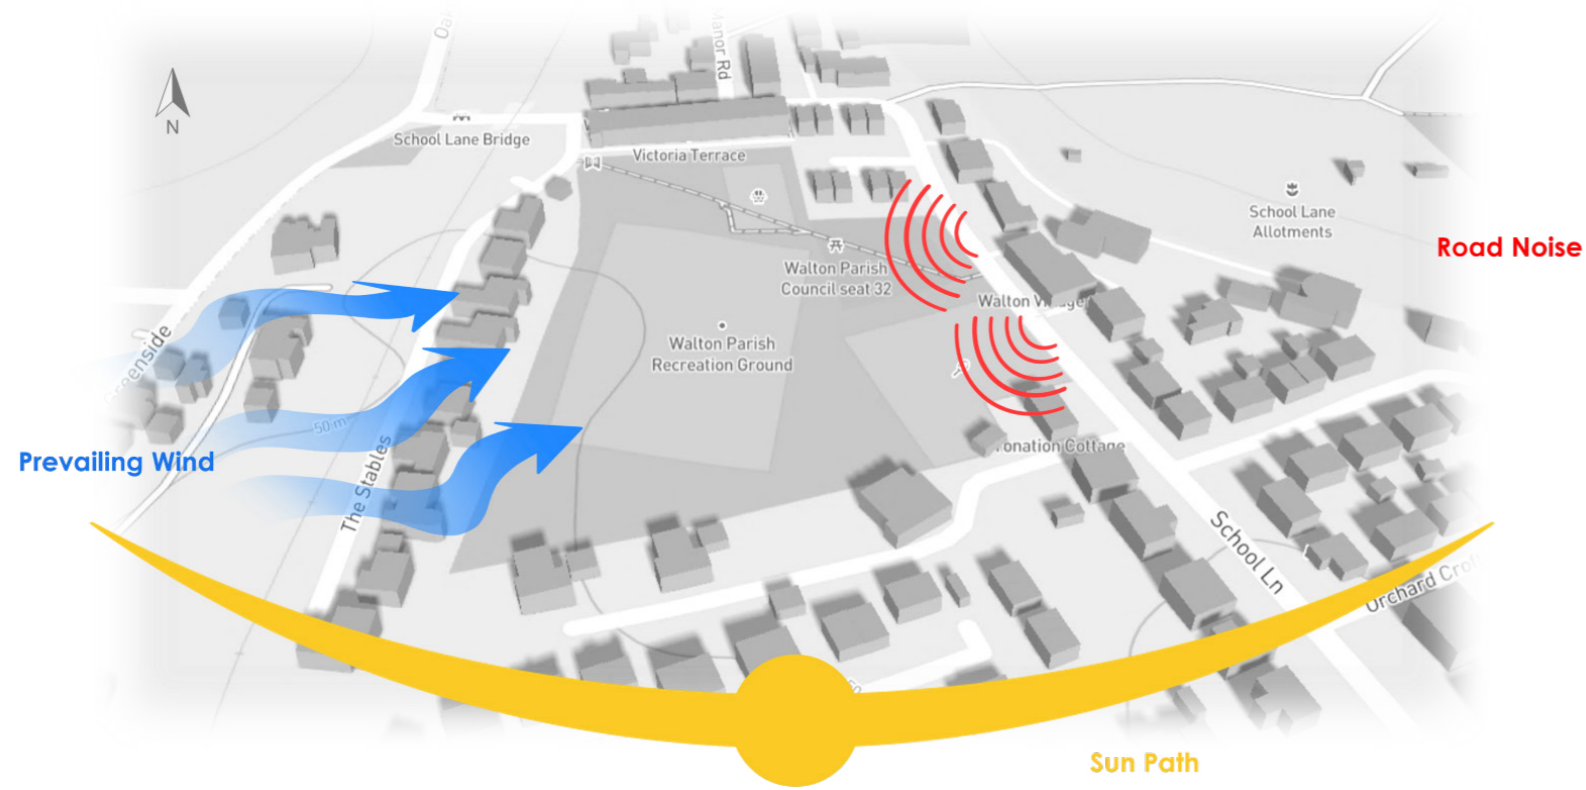 Manor Rd
N
School Lane Bridge
Victoria Terrace
School Lane
Allotments
Road Noise
Walton Parish
Council seat 32
Walton Parish
Recreation Ground
50 m
Prevailing Wind
The Stables
School Ln
Sun Path